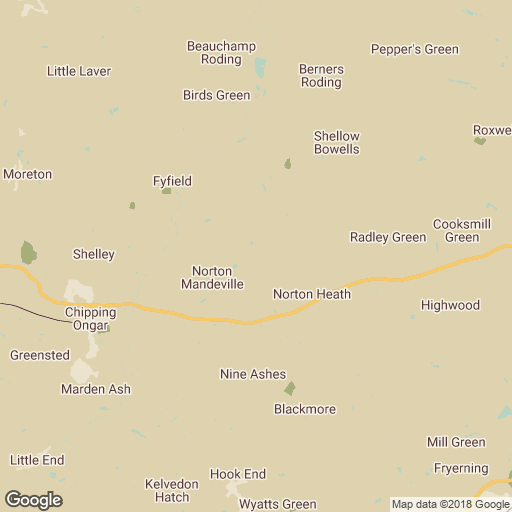 Beauchamp
Roding
Pepper's Green
Little Laver
Berners
Roding
Birds Green
Shellow
Bowells
Roxwe
Moreton
Fyfield
Cooksmill
Green
Radley Green
Shelley
Norton
Mandeville
Norton Heath
Highwood
Chipping
Ongar
Greensted
Nine Ashes
Marden Ash
Blackmore
Mill Green
Little End
Fryerning
Hook End
Kelvedon
Hatch
Wyatts Green
Google
Map data ©2018 Google